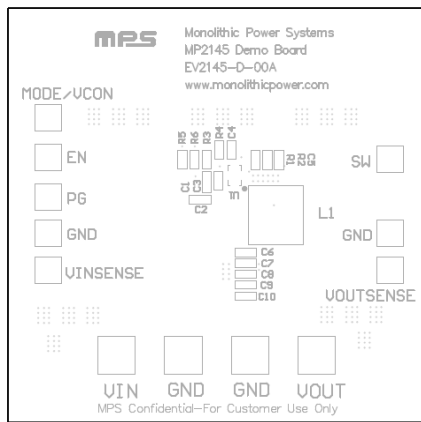 mps
Monolithic Power Systems
MP2145 Demo Board
EV2145-D-00A
www.monolithicpower.com
MODE/VCON
EN
PG
GND
VINSENSE
R5
R6
R3
R4
C4
R1
R2
C5
C1
C3
C2
U1
L1
C6
C7
C8
C9
C10
SW
GND
VOUTSENSE
VIN GND GND VOUT
MPS Confidential-For Customer Use Only